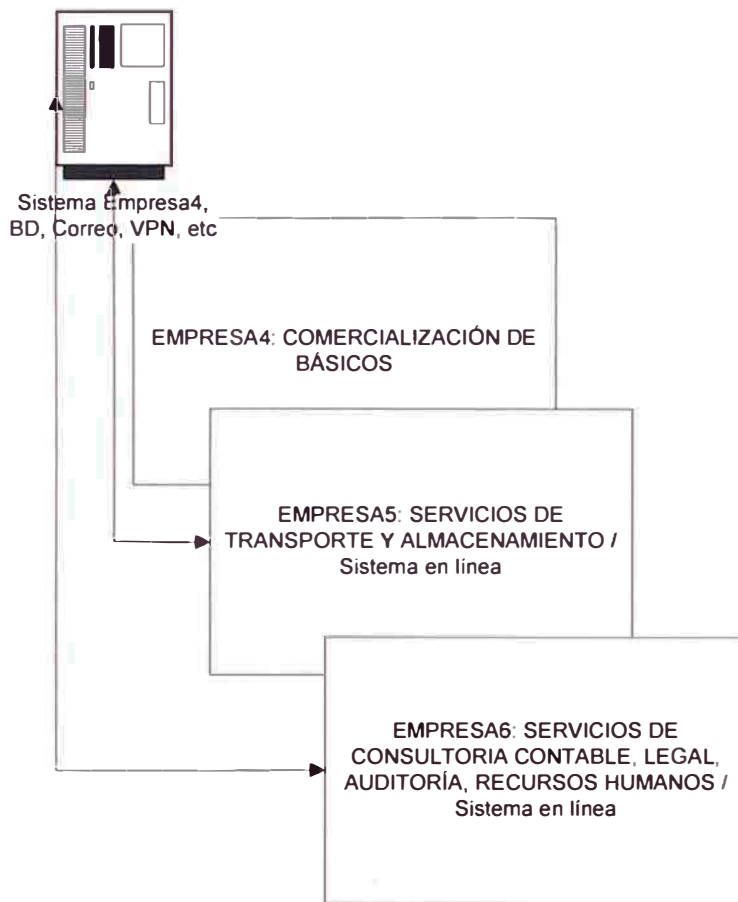 Sistema Empresa4,
BD, Correo, VPN, etc
EMPRESA4: COMERCIALIZACIÓN DE
BÁSICOS
EMPRESA5: SERVICIOS DE
TRANSPORTE Y ALMACENAMIENTO /
Sistema en línea
EMPRESA6: SERVICIOS DE
CONSULTORIA CONTABLE, LEGAL,
AUDITORÍA, RECURSOS HUMANOS /
Sistema en línea